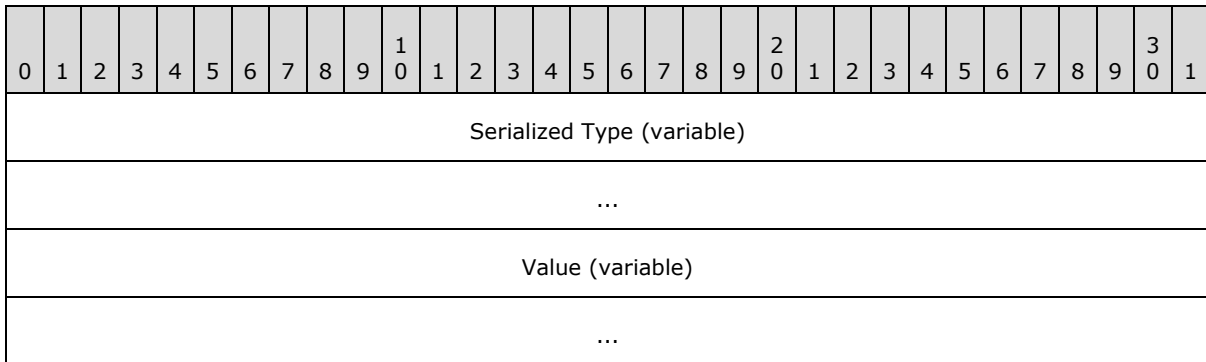 1 2 3
0 1 2 3 4 5 6 7 8 9 0 1 2 3 4 5 6 7 8 9 0 1 2 3 4 5 6 7 8 9 0 1
Serialized Type (variable)
...
Value (variable)
...